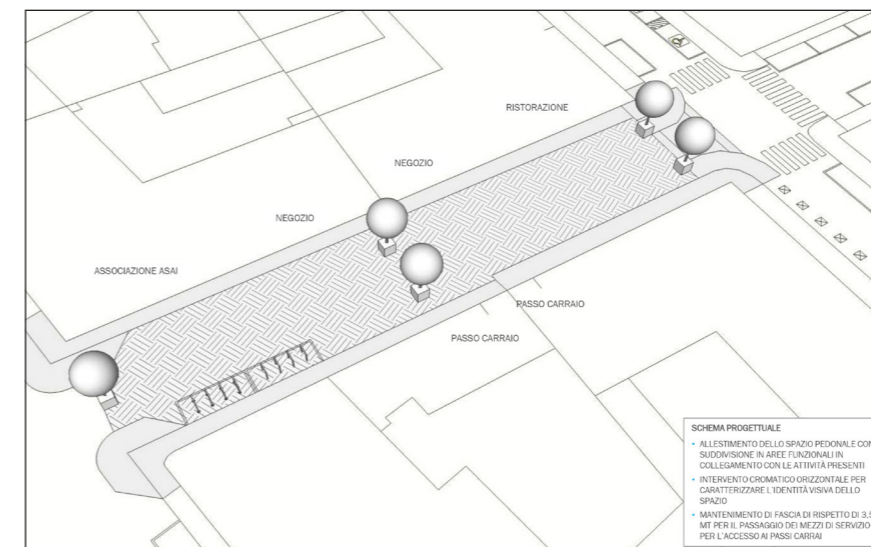 RISTORAZIONE
NEGOZIO
NEGOZIO
ASSOCIAZIONE ASAI
PASSO CARRAIO
PASSO CARRAIO
SCHEMA PROGETTUALE
• ALLESTIMENTO DELLO SPAZIO PEDONALE CON
SUDDIVISIONE IN AREE FUNZIONALI IN
COLLEGAMENTO CON LE ATTIVITÀ PRESENTI
• INTERVENTO CROMATICO ORIZZONTALE PER
CARATTERIZZARE L'IDENTITÀ VISIVA DELLO
SPAZIO
• MANTENIMENTO DI FASCIA DI RISPETTO DI 3,5
MT PER IL PASSAGGIO DEI MEZZI DI SERVIZIO
PER L'ACCESSO AI PASSI CARRAI